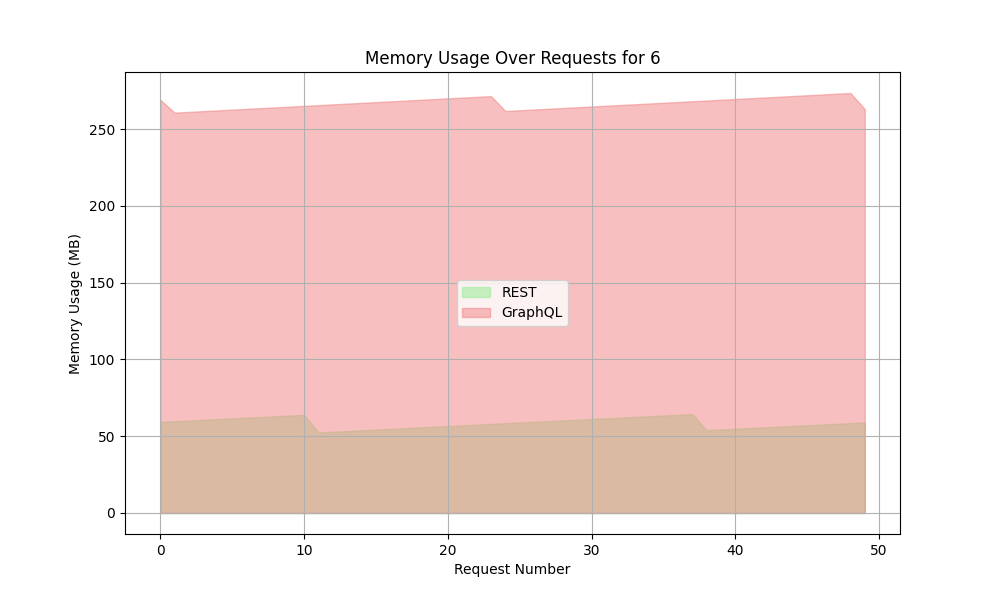 Memory Usage Over Requests for 6
Memory Usage (MB)
250
200
150
100
50
0
REST
GraphQL
0 10 20 30 40 50
Request Number